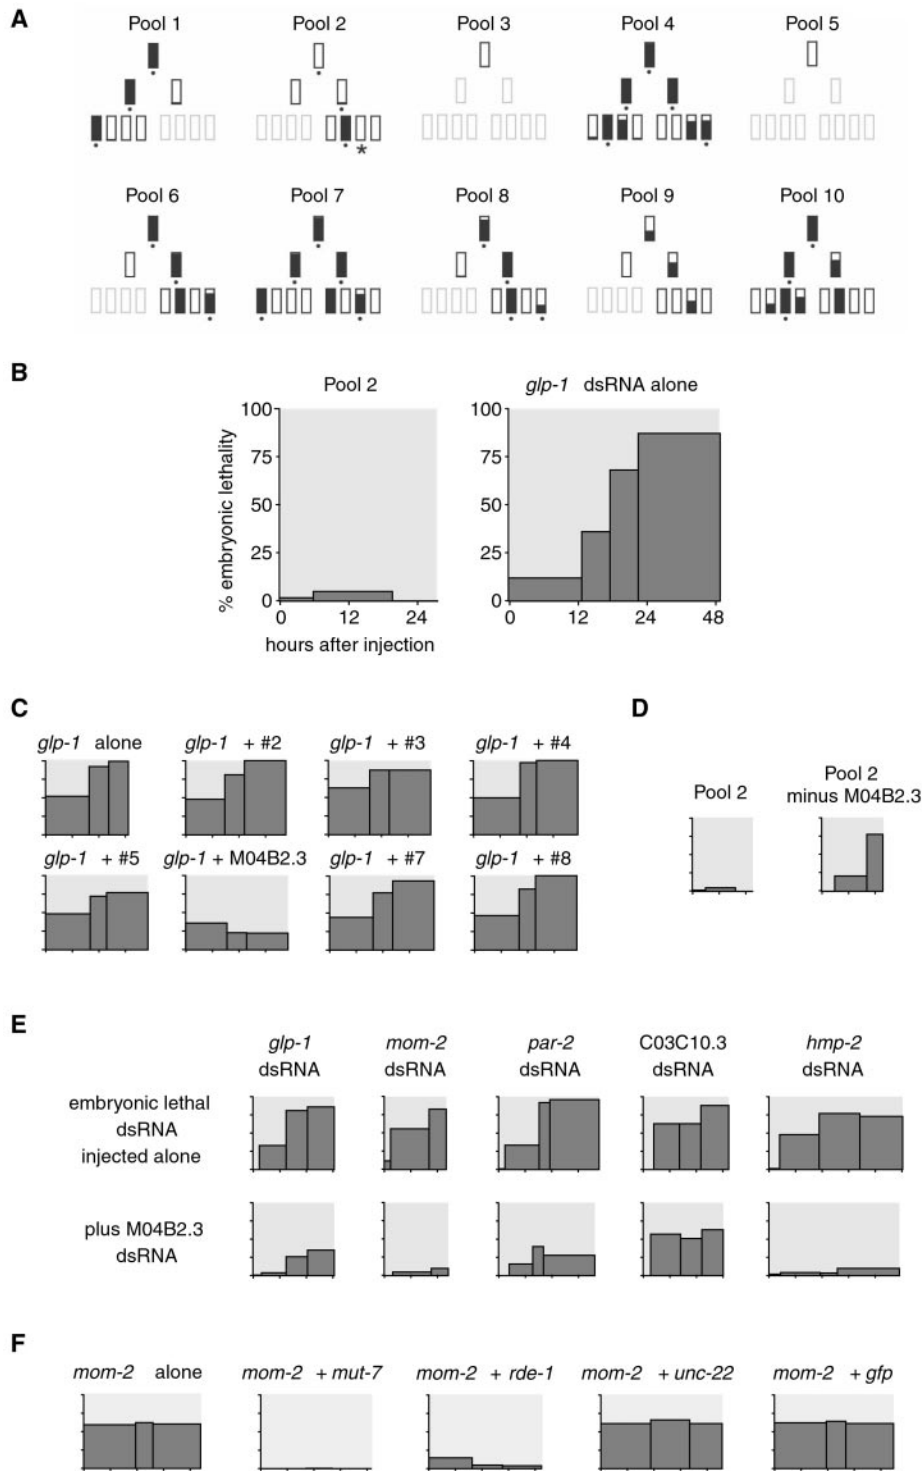 A
Pool 1 Pool 2 Pool 3 Pool 4 Pool 5
*
Pool 6 Pool 7 Pool 8 Pool 9 Pool 10
B
Pool 2
glp-1 dsRNA alone
% embryonic lethality
100
75
50
25
0
0 12 24
hours after injection
100
75
50
25
0
0 12 24 48
C
glp-1 alone glp-1 + #2 glp-1 + #3 glp-1 + #4
glp-1 + #5 glp-1 + M04B2.3 glp-1 + #7 glp-1 + #8
D
Pool 2
Pool 2
minus M04B2.3
E
glp-1
dsRNA
mom-2
dsRNA
par-2
dsRNA
C03C10.3
dsRNA
hmp-2
dsRNA
embryonic lethal
dsRNA
injected alone
plus M04B2.3
dsRNA
F
mom-2 alone mom-2 + mut-7 mom-2 + rde-1 mom-2 + unc-22 mom-2 + gfp